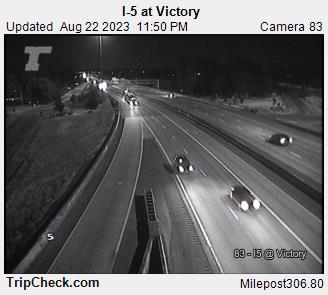 I-5 at Victory
Updated Aug 22 2023 11:50 PM Camera 83
T
S
83 - I5 @ Victory
TripCheck.com Milepost306.80